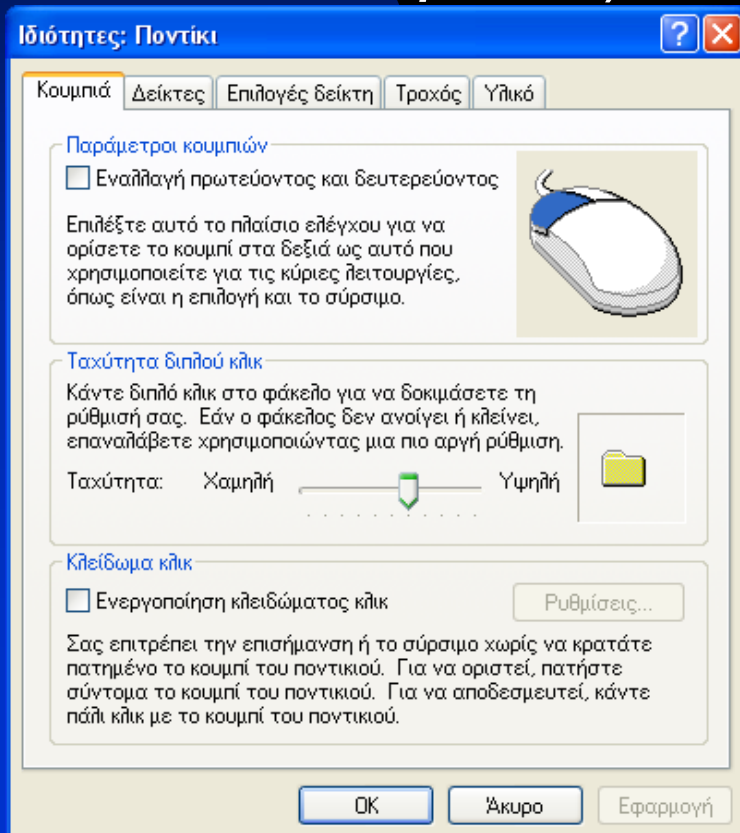 Ιδιότητες: Ποντίκι
Κουμπιά Δείκτες Επιλογές δείκτη Τροχός Υλικό
Παράμετροι κουμπιών
Εναλλαγή πρωτεύοντος και δευτερεύοντος
Επιλέξτε αυτό το πλαίσιο ελέγχου για να
ορίσετε το κουμπί στα δεξιά ως αυτό που
χρησιμοποιείτε για τις κύριες λειτουργίες,
όπως είναι η επιλογή και το σύρσιμο.
Ταχύτητα διπλού κλικ
Κάντε διπλό κλικ στο φάκελο για να δοκιμάσετε τη
ρύθμισή σας. Εάν ο φάκελος δεν ανοίγει ή κλείνει,
επαναλάβετε χρησιμοποιώντας μια πιο αργή ρύθμιση.
Ταχύτητα: Χαμηλή Υψηλή
Κλείδωμα κλικ
Ενεργοποίηση κλειδώματος κλικ Ρυθμίσεις...
Σας επιτρέπει την επισήμανση ή το σύρσιμο χωρίς να κρατάτε
πατημένο το κουμπί του ποντικιού. Για να οριστεί, πατήστε
σύντομα το κουμπί του ποντικιού. Για να αποδεσμευτεί, κάντε
πάλι κλικ με το κουμπί του ποντικιού.
OK Άκυρο Εφαρμογή